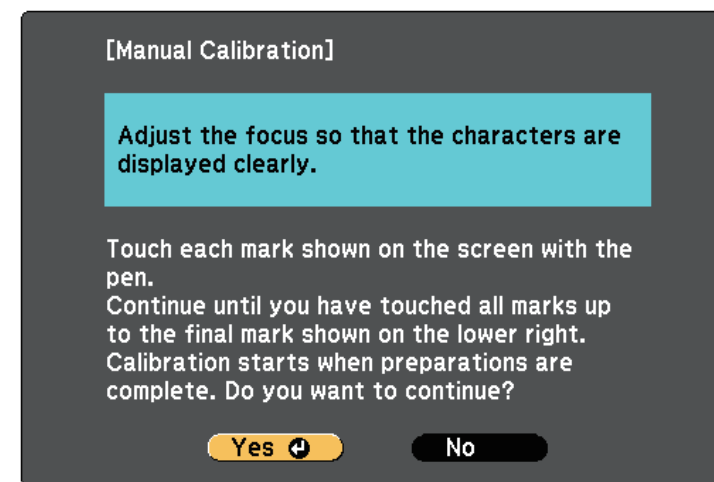 [Manual Calibration]
Adjust the focus so that the characters are
displayed clearly.
Touch each mark shown on the screen with the
pen.
Continue until you have touched all marks up
to the final mark shown on the lower right.
Calibration starts when preparations are
complete. Do you want to continue?
Yes No